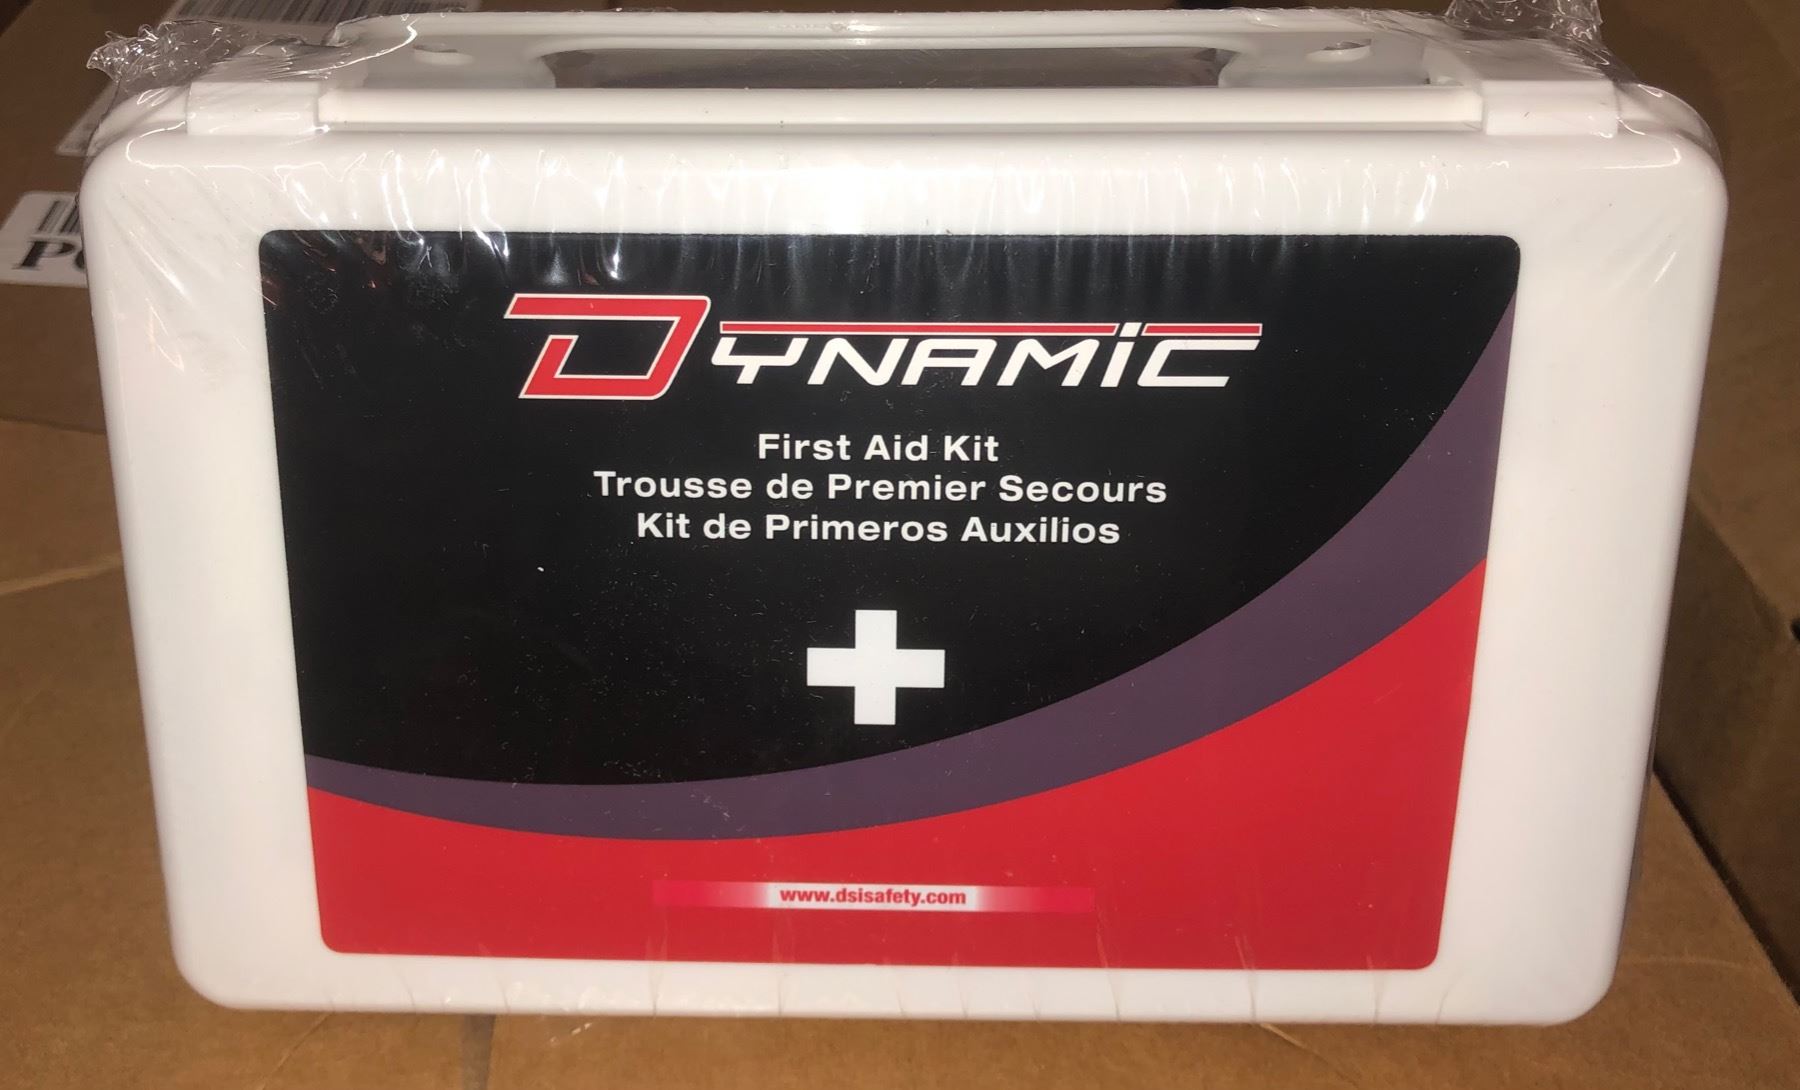 DYNAMiC
First Aid Kit
Trousse de Premier Secours
Kit de Primeros Auxilios
www.dsisafety.com